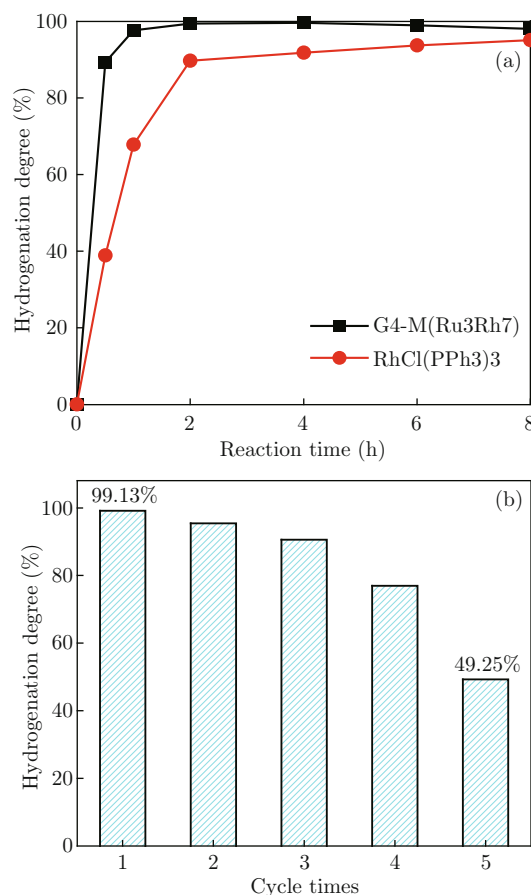 100
(a)
80
60
40
20
0
Hydrogenation degree (%)
G4-M(Ru3Rh7)
RhCl(PPh3)3
0 2 4 6 8
Reaction time (h)
(b)
99.13%
100
80
60
49.25%
40
80
0
Hydrogenation degree (%)
1 2 3 4 5
Cycle times